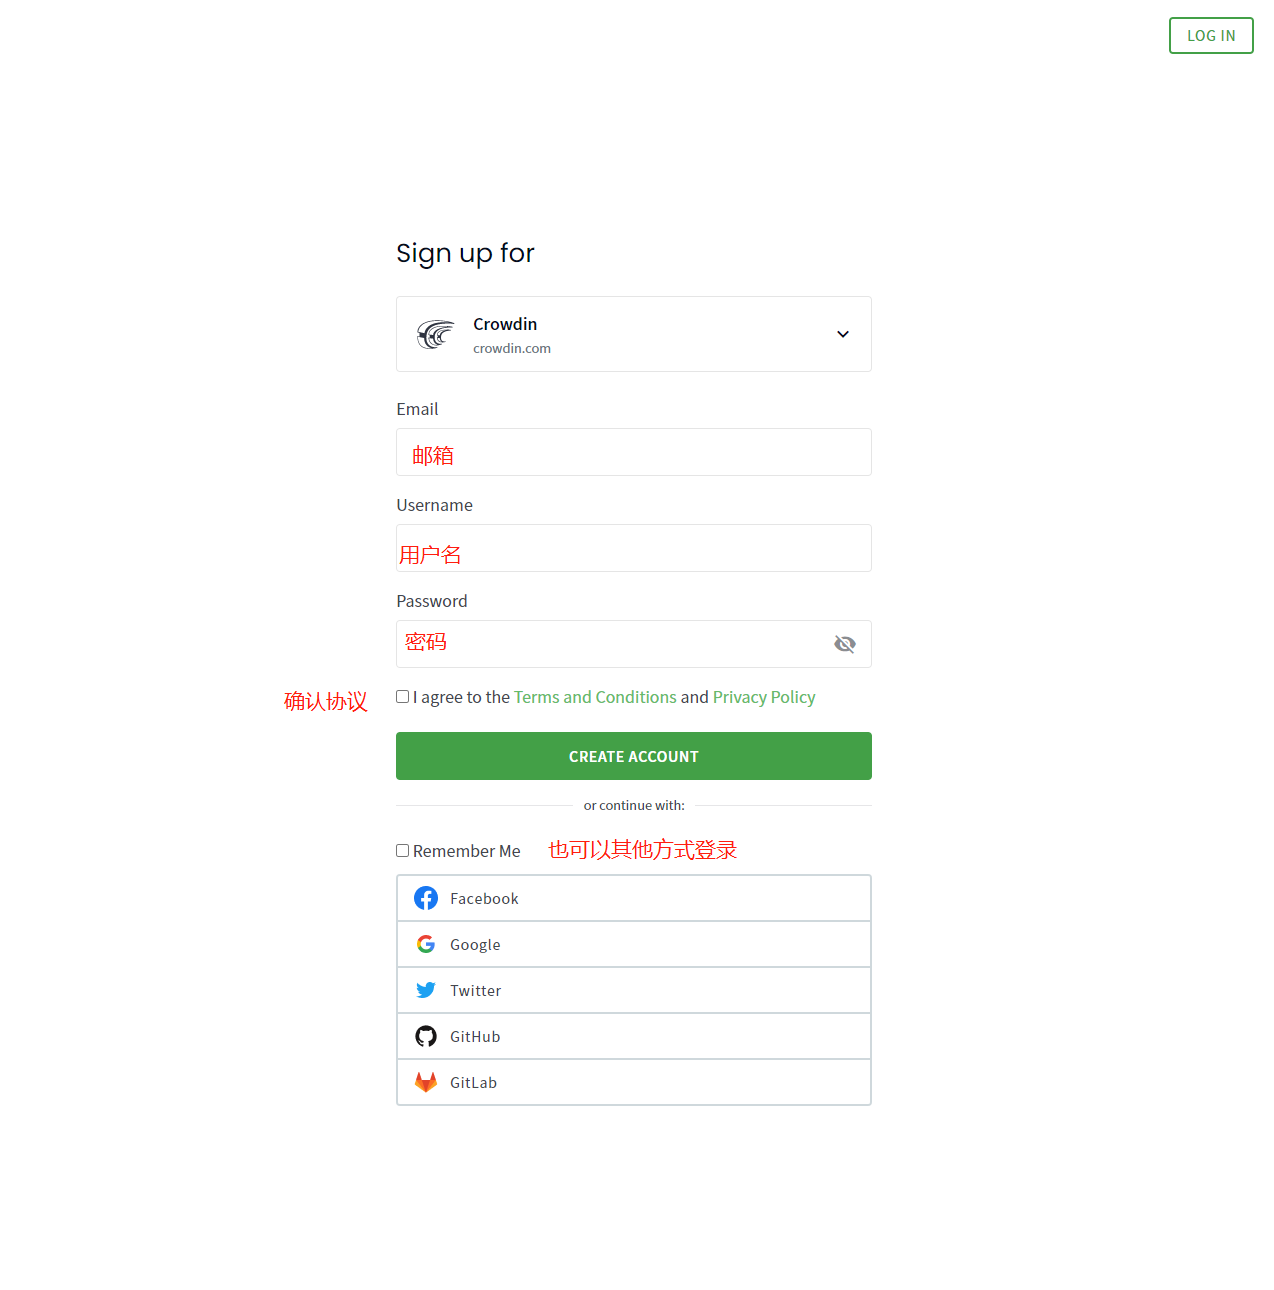 LOG IN
Sign up for
Crowdin
crowdin.com
Email
邮箱
Username
用户名
Password
密码
确认协议 I agree to the Terms and Conditions and Privacy Policy
CREATE ACCOUNT
or continue with:
Remember Me 也可以其他方式登录
Facebook
Google
Twitter
GitHub
GitLab